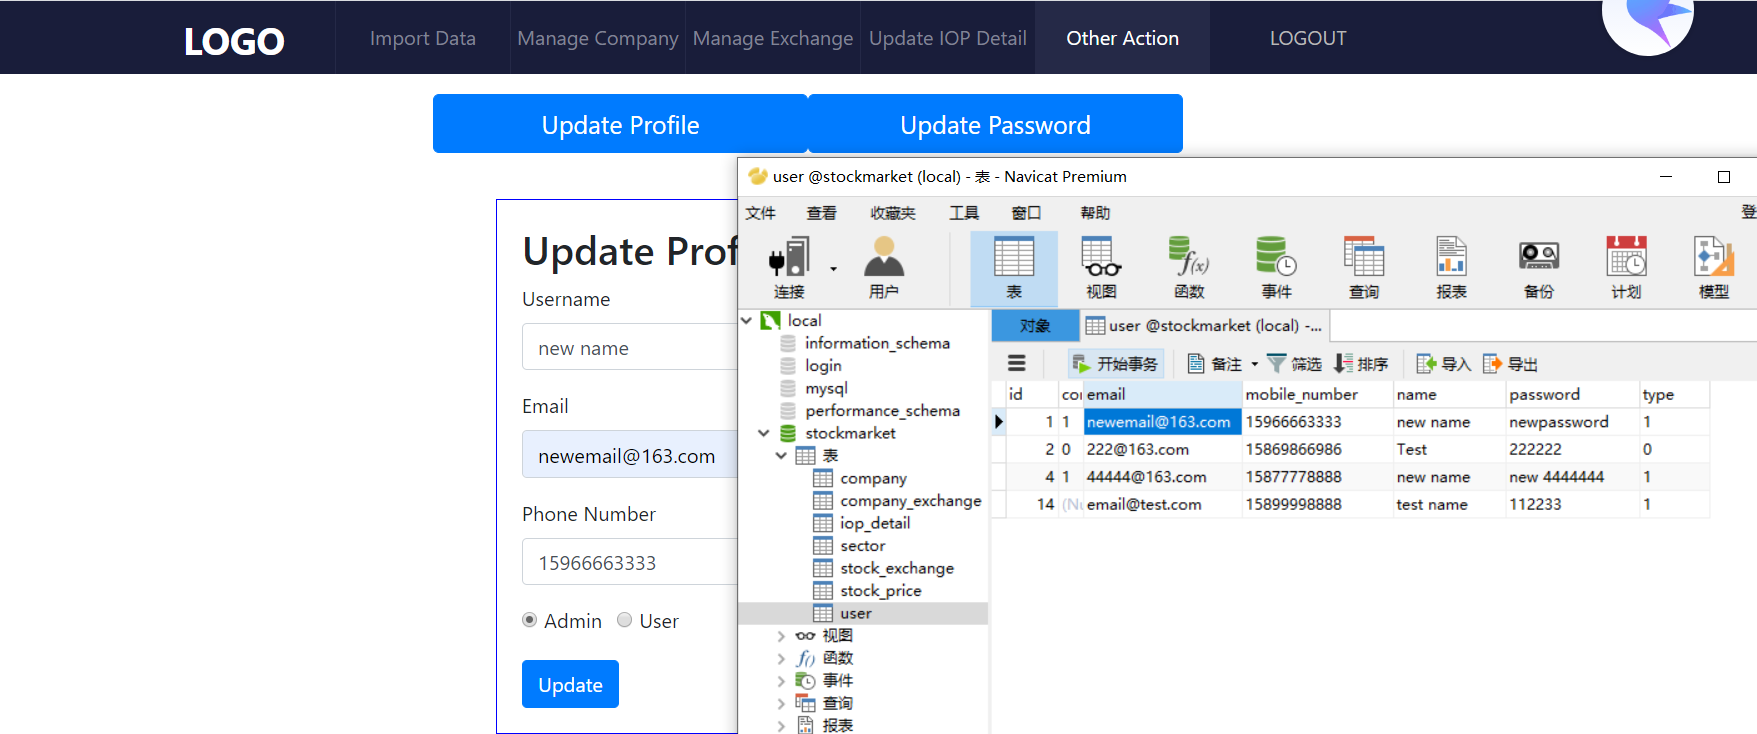 LOGO Import Data Manage Company Manage Exchange Update IOP Detail Other Action LOGOUT
Update Profile Update Password
Update Prof
Username
new name
Email
newemail@163.com
Phone Number
15966663333
Admin User
Update
user @stockmarket (local) - 表 - Navicat Premium
文件 查看 收藏夹 工具 窗口 帮助 登
连接 用户 表 视图 函数 事件 查询 报表 备份 计划 模型
local
information_schema
login
mysql
performance_schema
stockmarket
表
company
company_exchange
iop_detail
sector
stock_exchange
stock_price
user
视图
函数
事件
查询
报表
对象 user @stockmarket (local) -...
开始事务 备注 筛选 排序 导入 导出
id con email mobile_number name password type
1 1 newemail@163.com 15966663333 new name newpassword 1
2 0 222@163.com 15869866986 Test 222222 0
4 1 44444@163.com 15877778888 new name new 4444444 1
14 (Nu email@test.com 15899998888 test name 112233 1